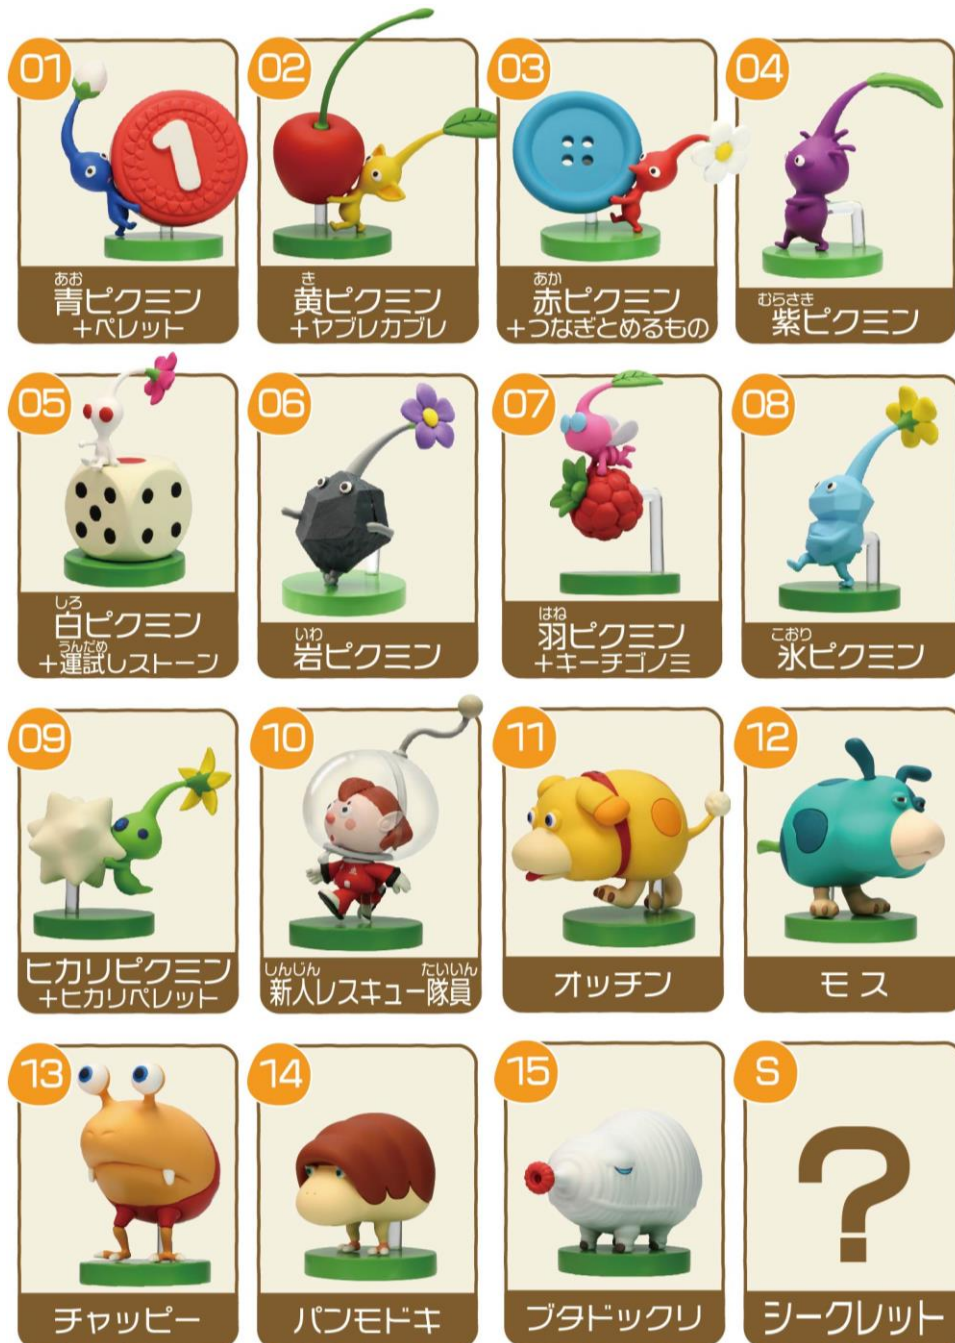 01
1
あお
青ピクミン
+ペレット
02
き
黄ピクミン
+ヤブレカブレ
03
あか
赤ピクミン
+つなぎとめるもの
04
むらさき
紫ピクミン
05
しろ
白ピクミン
うんだめ
+運試しストーン
06
いわ
岩ピクミン
07
はね
羽ピクミン
+キーチゴノミ
08
こおり
氷ピクミン
09
ヒカリピクミン
+ヒカリペレット
10
しんじん たいいん
新人レスキュー隊員
11
オッチン
12
モス
13
チャッピー
14
パンモドキ
15
ブタドックリ
S
?
シークレット